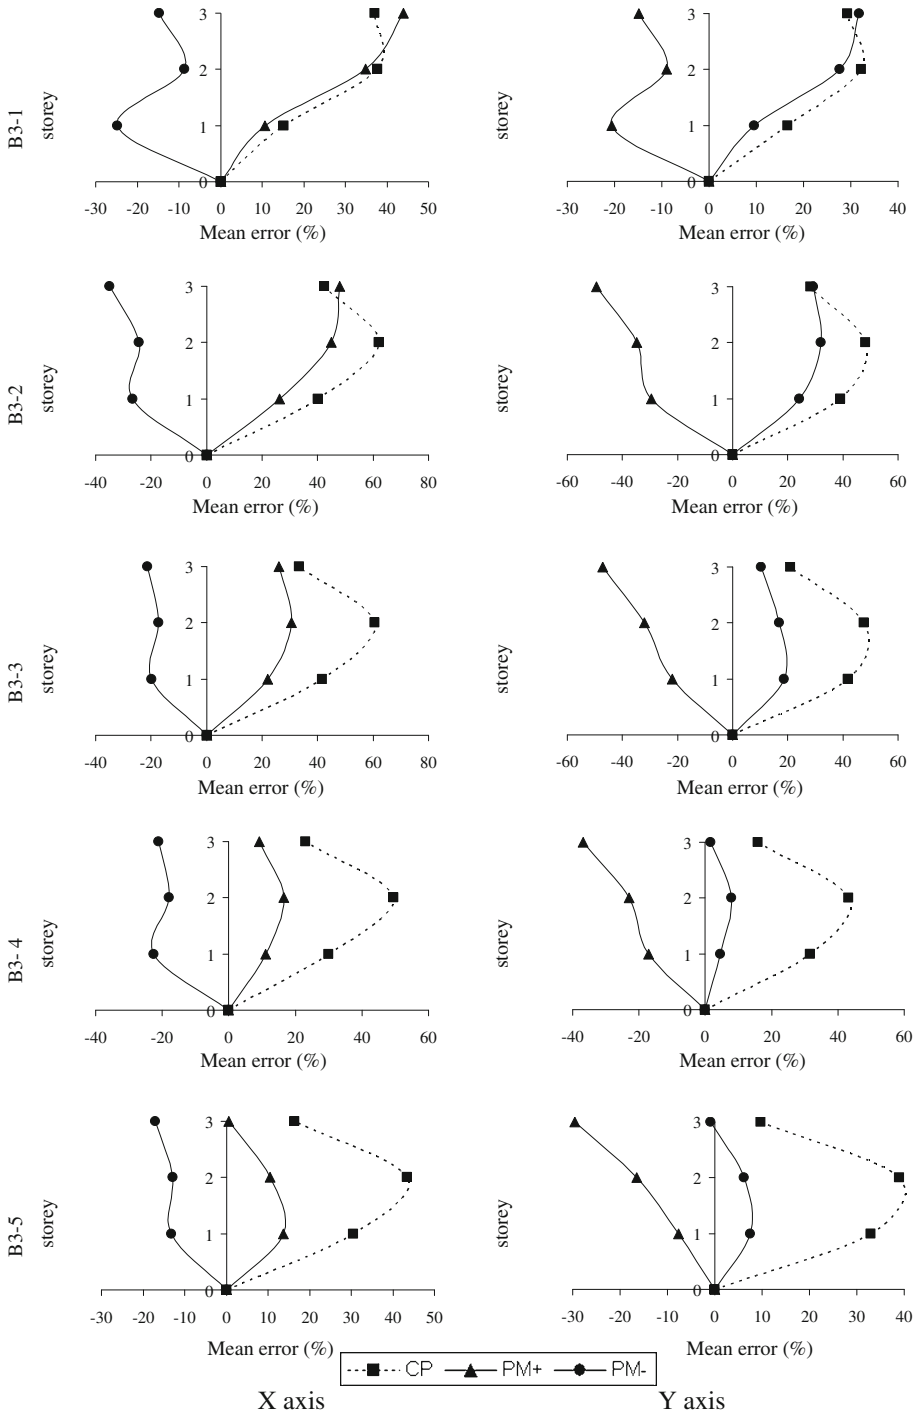 B3-1
storey
3
2
1
0
-30 -20 -10 0 10 20 30 40 50
Mean error (%)
3
2
1
0
-30 -20 -10 0 10 20 30 40
Mean error (%)
B3-2
storey
3
2
1
0
-40 -20 0 20 40 60 80
Mean error (%)
storey
3
2
1
0
-60 -40 -20 0 20 40 60
Mean error (%)
B3-3
storey
3
2
1
0
-40 -20 0 20 40 60 80
Mean error (%)
storey
3
2
1
0
-60 -40 -20 0 20 40 60
Mean error (%)
B3- 4
storey
3
2
1
0
-40 -20 0 20 40 60
Mean error (%)
storey
3
2
1
0
-40 -20 0 20 40 60
Mean error (%)
B3-5
storey
3
2
1
0
-30 -20 -10 0 10 20 30 40 50
Mean error (%)
storey
3
2
1
0
-30 -20 -10 0 10 20 30 40
Mean error (%)
CP PM+ PM-
X axis
Y axis